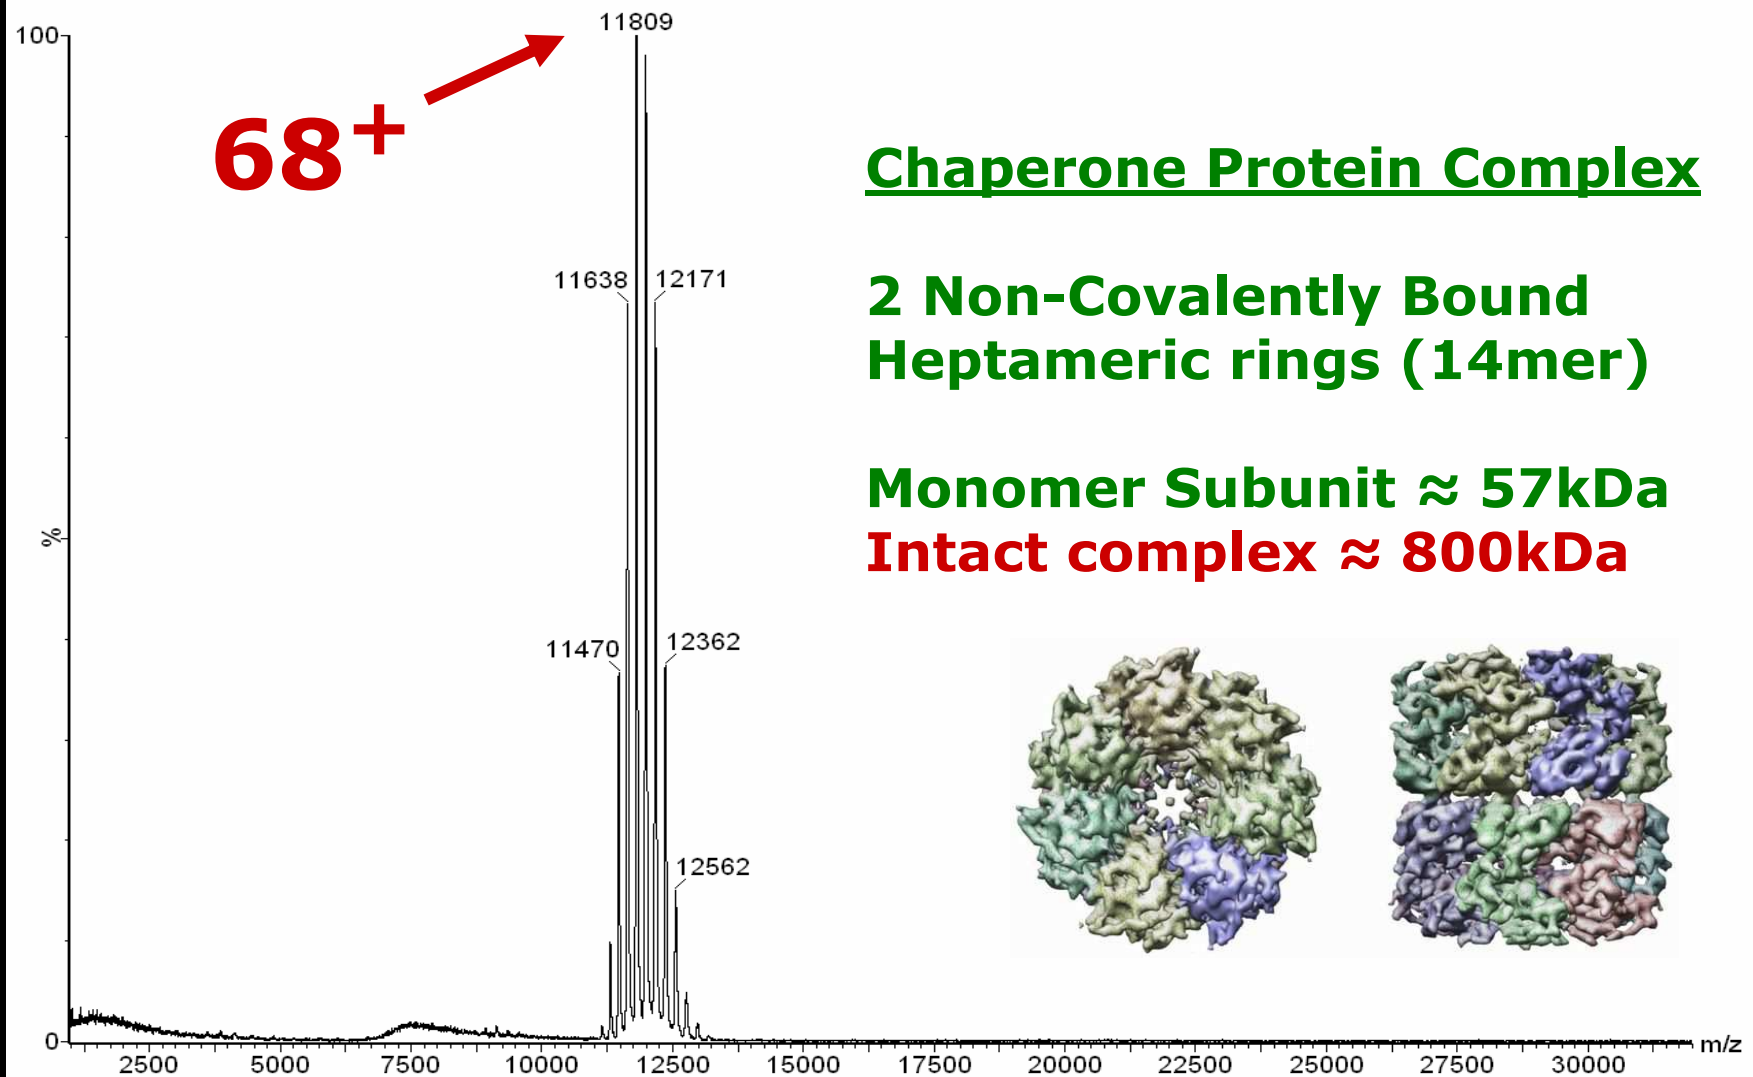 11809
100
68+
Chaperone Protein Complex
11638
12171
2 Non-Covalently Bound
Heptameric rings (14mer)
Monomer Subunit ≈ 57kDa
Intact complex ≈ 800kDa
%
11470
12362
12562
0
m/z
2500 5000 7500 10000 12500 15000 17500 20000 22500 25000 27500 30000